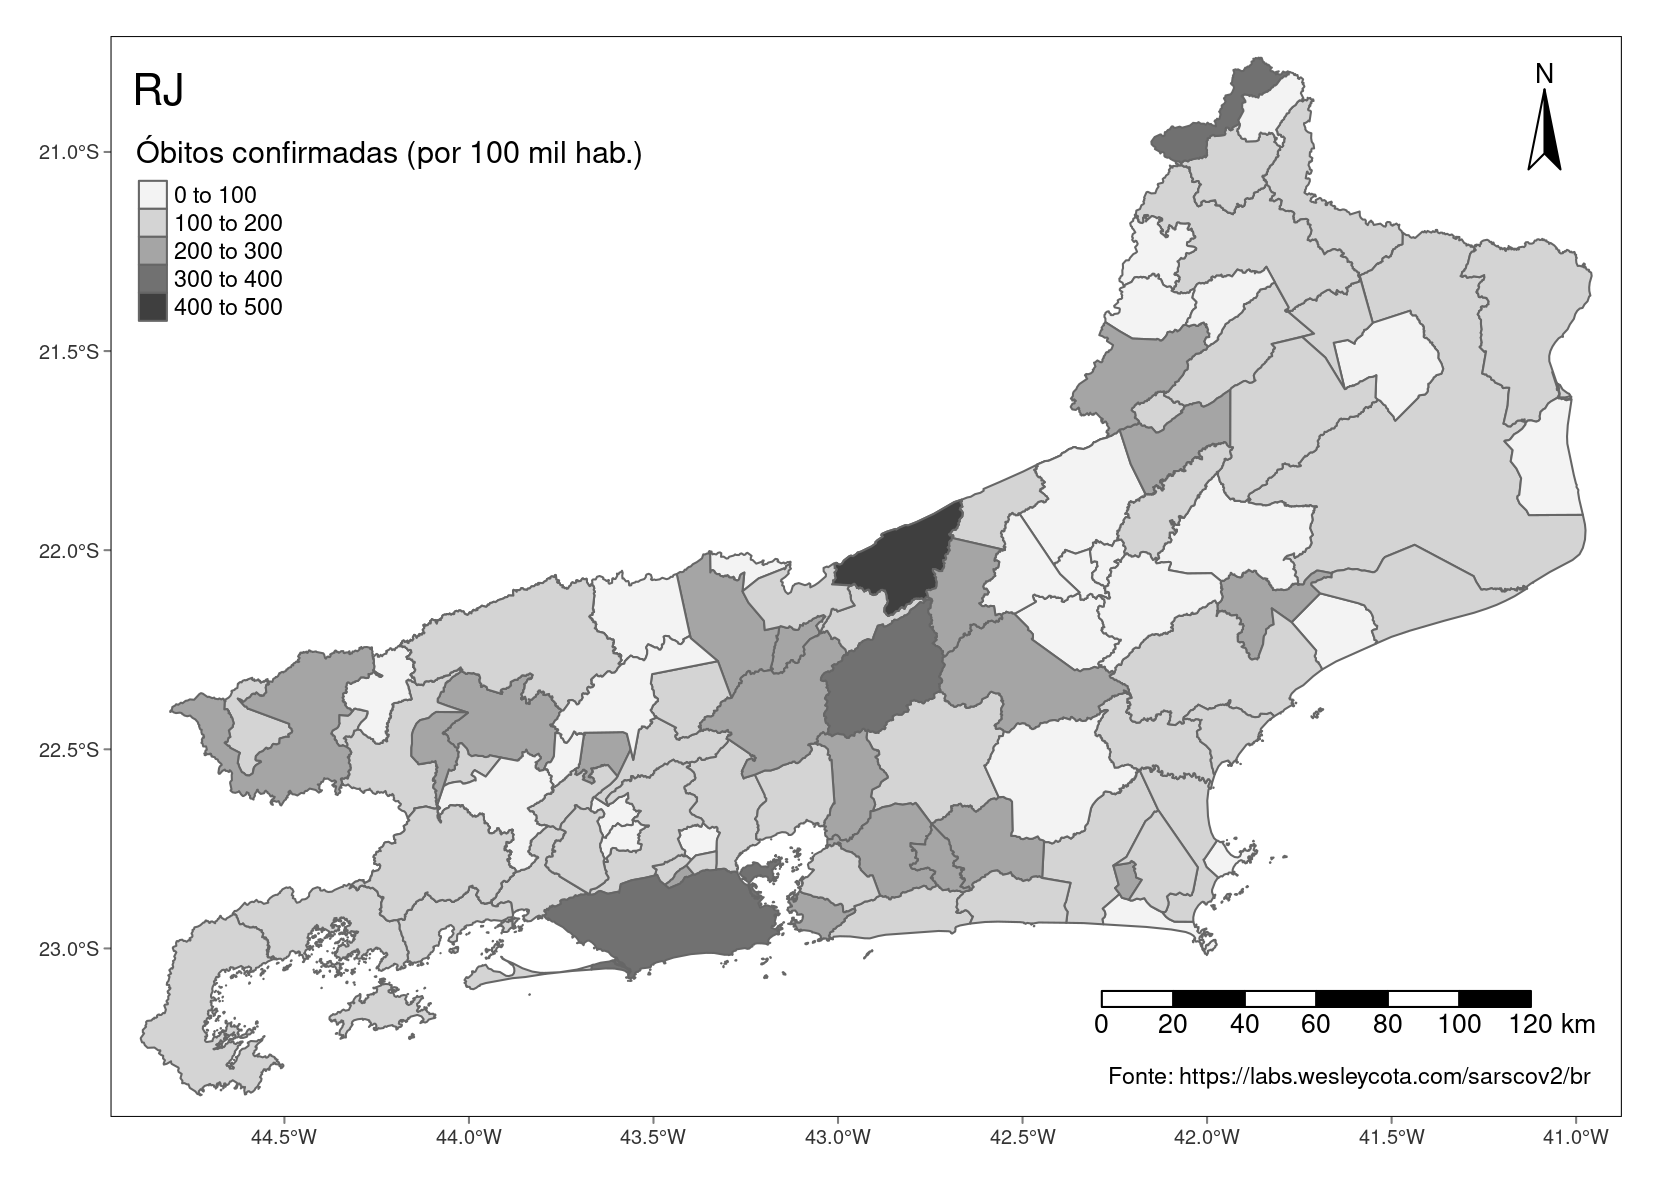 RJ
N
Óbitos confirmadas (por 100 mil hab.)
0 to 100
100 to 200
200 to 300
300 to 400
400 to 500
21.0°S
21.5°S
22.0°S
22.5°S
23.0°S
0 20 40 60 80 100 120 km
Fonte: https://labs.wesleycota.com/sarscov2/br
44.5°W 44.0°W 43.5°W 43.0°W 42.5°W 42.0°W 41.5°W 41.0°W